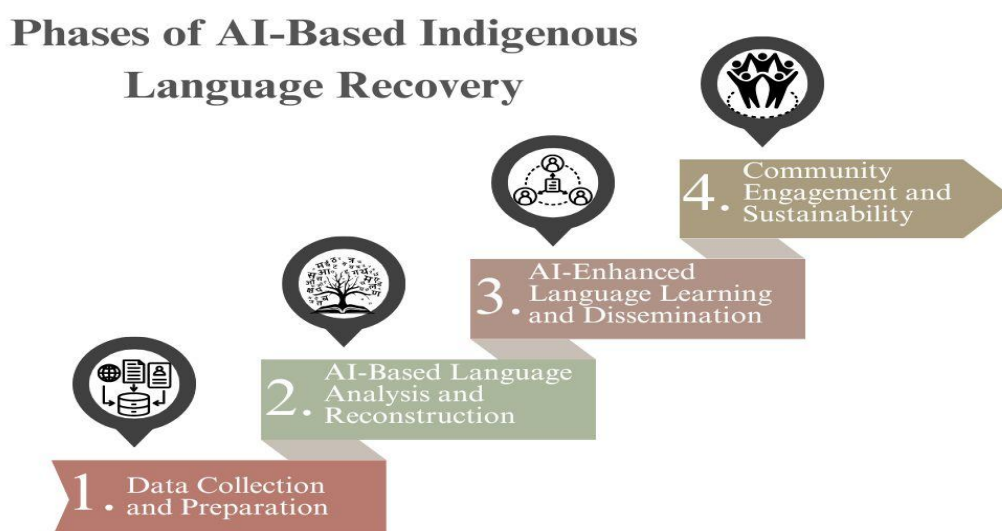 Phases of AI-Based Indigenous
Language Recovery
4.
Community
Engagement and
Sustainability
3.
AI-Enhanced
Language Learning
and Dissemination
2.
AI-Based Language
Analysis and
Reconstruction
1.
Data Collection
and Preparation